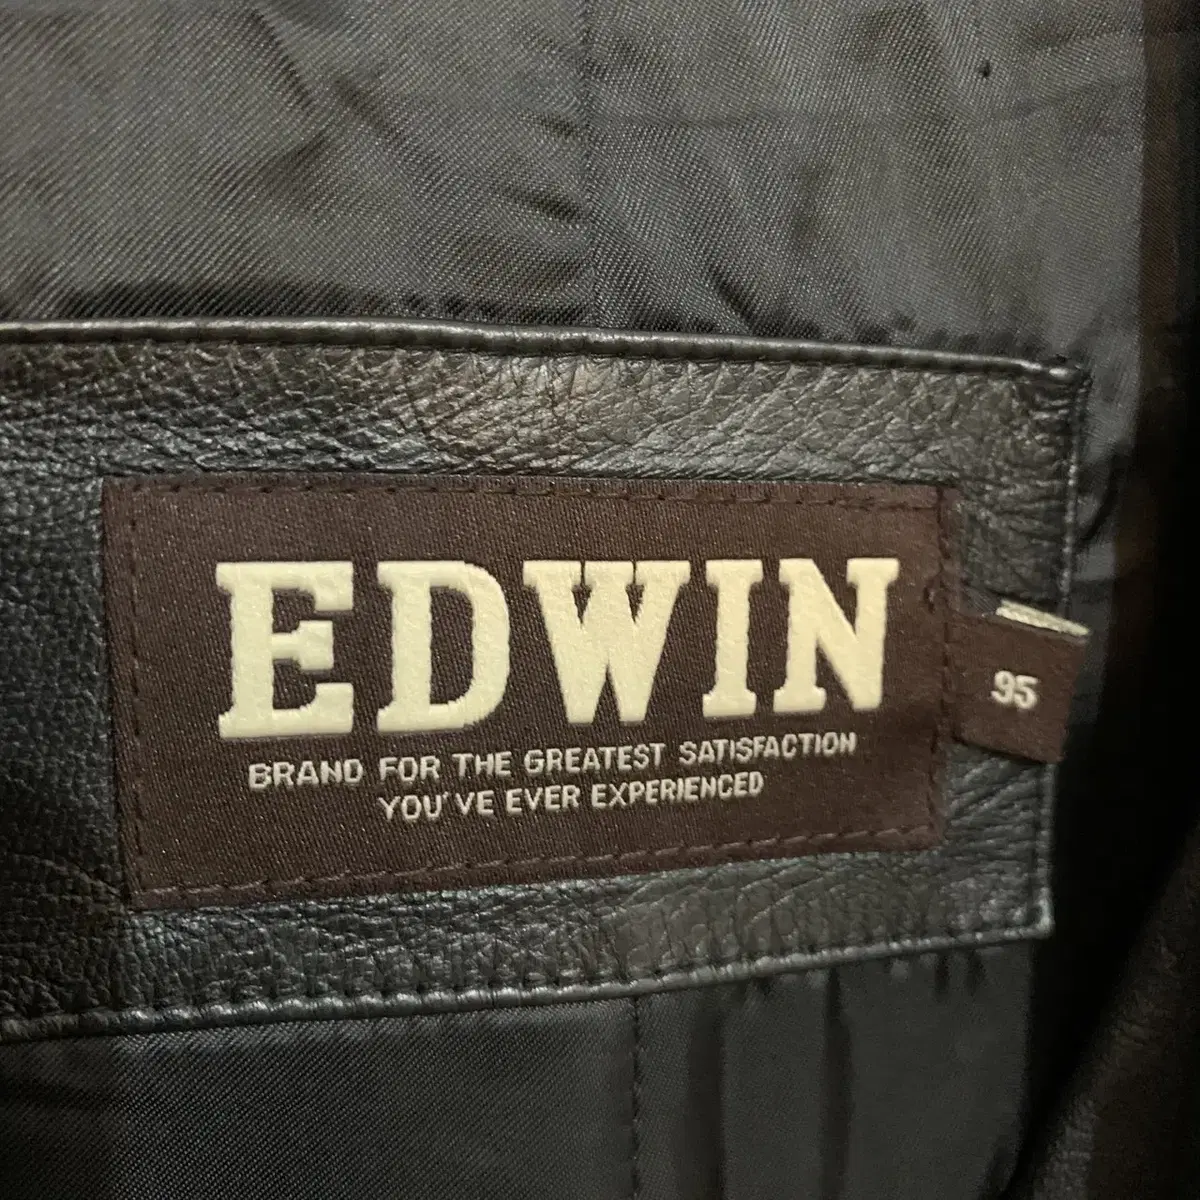 EDWIN
BRAND FOR THE GREATEST SATISFACTION
YOU'VE EVER EXPERIENCED
95